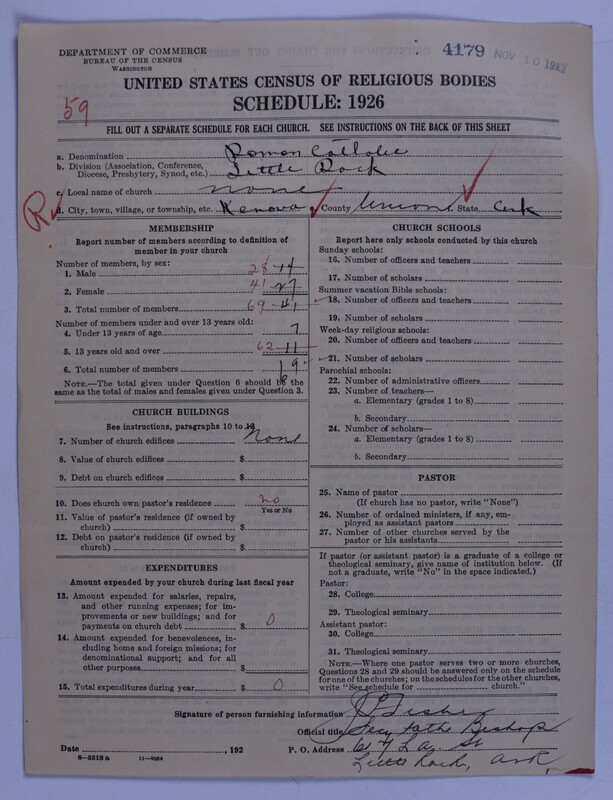 DEPARTMENT OF COMMERCE
BUREAU OF THE CENSUS
WASHINGTON
4179 NOV 10 192
UNITED STATES CENSUS OF RELIGIOUS BODIES
SCHEDULE: 1926
59
FILL OUT A SEPARATE SCHEDULE FOR EACH CHURCH. SEE INSTRUCTIONS ON THE BACK OF THIS SHEET
a. Denomination Roman Catholic
b. Division (Association, Conference, Diocese, Presbytery, Synod, etc.) Little Rock
c. Local name of church none
R
d. City, town, village, or township, etc. Kenova County Union State Ark
MEMBERSHIP
Report number of members according to definition of
member in your church
Number of members, by sex:
1. Male 28 14
2. Female 41 27
3. Total number of members 69 41
Number of members under and over 13 years old:
4. Under 13 years of age 7
5. 13 years old and over 62 11
6. Total number of members
NOTE.—The total given under Question 6 should be the
same as the total of males and females given under Question 3.
CHURCH BUILDINGS
See instructions, paragraphs 10 to
7. Number of church edifices None
8. Value of church edifices $
9. Debt on church edifices $
10. Does church own pastor's residence no
Yes or No
11. Value of pastor's residence (if owned by
church) $
12. Debt on pastor's residence (if owned by
church) $
EXPENDITURES
Amount expended by your church during last fiscal year
13. Amount expended for salaries, repairs,
and other running expenses; for im-
provements or new buildings; and for
payments on church debt $ 0
14. Amount expended for benevolences, in-
cluding home and foreign missions; for
denominational support; and for all
other purposes $
15. Total expenditures during year $ 0
CHURCH SCHOOLS
Report here only schools conducted by this church
Sunday schools:
16. Number of officers and teachers
17. Number of scholars
Summer vacation Bible schools:
18. Number of officers and teachers
19. Number of scholars
Week-day religious schools:
20. Number of officers and teachers
21. Number of scholars
Parochial schools:
22. Number of administrative officers
23. Number of teachers—
a. Elementary (grades 1 to 8)
b. Secondary
24. Number of scholars—
a. Elementary (grades 1 to 8)
b. Secondary
PASTOR
25. Name of pastor
(If church has no pastor, write "None")
26. Number of ordained ministers, if any, em-
ployed as assistant pastors
27. Number of other churches served by the
pastor or his assistants
If pastor (or assistant pastor) is a graduate of a college or
theological seminary, give name of institution below. (If
not a graduate, write "No" in the space indicated.)
Pastor:
28. College
29. Theological seminary
Assistant pastor:
30. College
31. Theological seminary
NOTE.—Where one pastor serves two or more churches,
Questions 28 and 29 should be answered only on the schedule
for one of the churches; on the schedules for the other churches,
write "See schedule for church."
Signature of person furnishing information
Official title Secy to the Bishop
Date , 192 P. O. Address St
Little Rock, Ark
8-5518 a 11-9054